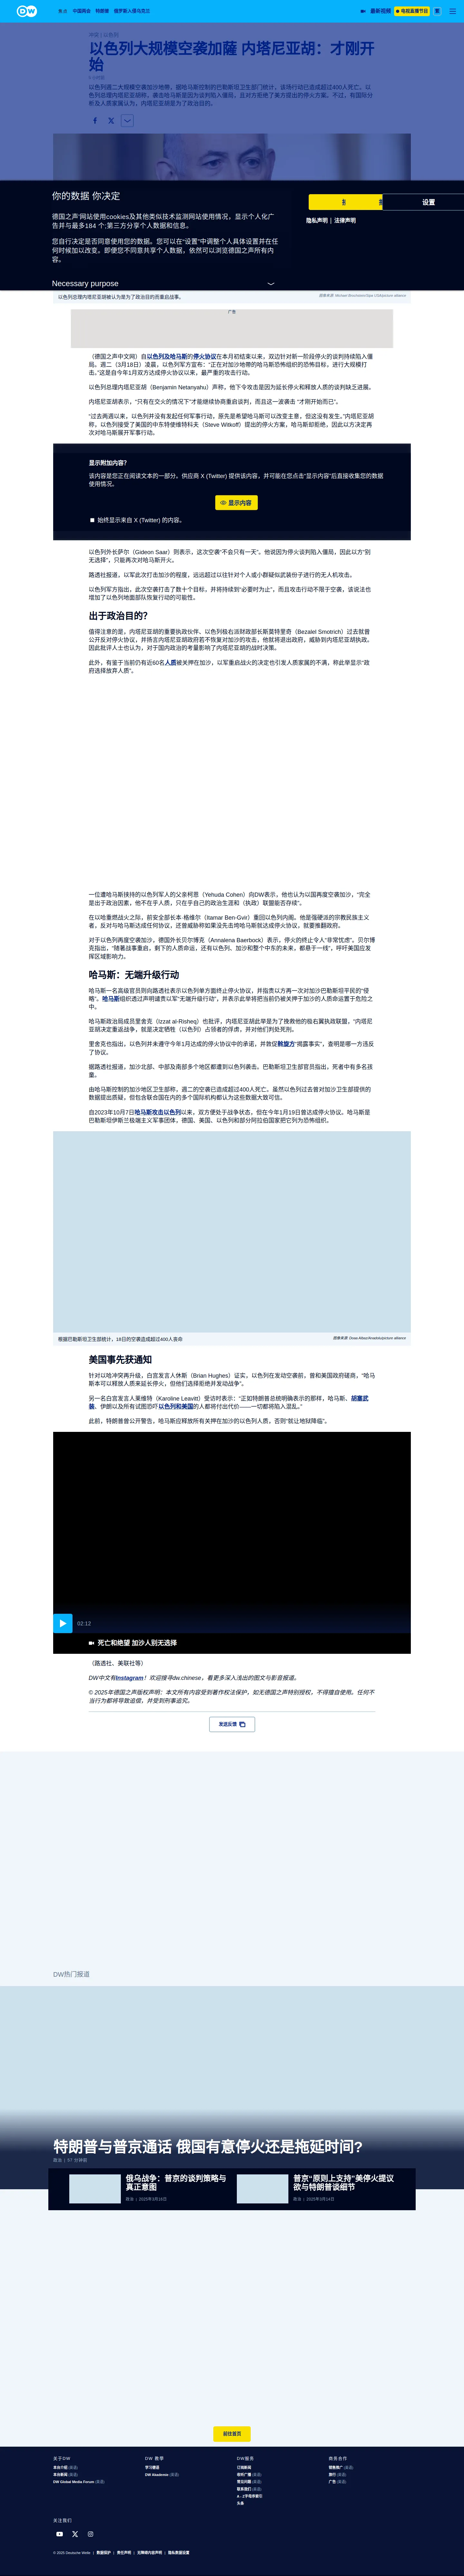 DW
焦点
中国两会
特朗普
俄罗斯入侵乌克兰
最新视频
电视直播节目
繁
冲突 | 以色列
以色列大规模空袭加薩 内塔尼亚胡：才刚开
始
以色列週二大规模空袭加沙地帶。据哈马斯控制的巴勒斯坦卫生部门统计，该场行动已造成超过400人死亡。以
色列总理内塔尼亚胡称，袭击哈马斯是因为谈判陷入僵局，且对方拒绝了美方提出的停火方案。不过，部分观察
析及人质家属认为，内塔尼亚胡是为了政治目的。
你的数据 你决定
德国之声'网站使用cookies及其他类似技术监测网站使用情况，显示个人化广
告并与最多184 个;第三方分享个人数据和信息。
您自行决定是否同意使用您的数据。您可以在"设置"中调整个人具体设置并在任
何时候加以改变。即便您不同意共享个人数据，依然可以浏览德国之声网站的内
容。
Necessary purpose
设置
隐私声明 | 法律声明
以色列总理内塔尼亚胡被认为是为了政治目的而重启战事。
广告
（德国之声中文网）自以色列及哈马斯的停火协议在本月初结束以来，双边针对新一阶段停火的谈判持续陷入僵
局。週二（3月18日）凌晨，以色列军方宣布："正在对加沙地帶的哈马斯恐怖组织的恐怖目标，进行大规模打
击。"这是自今年1月双方达成停火协议以来，最严重的攻击行动。
以色列总理内塔尼亚胡（Benjamin Netanyahu）声称，他下令攻击是因为延长停火和释放人质的谈判缺乏进展。
内塔尼亚胡表示，“只有在交火的情况下”才能继续协商重启谈判，而且这一波袭击 "才刚开始而已"。
“过去两週以来，以色列并没有发起任何军事行动，原先是希望哈马斯可以改变主意，但这没有发生。”内塔尼亚胡
称，以色列接受了美国的中东特使维特科夫（Steve Witkoff）提出的停火方案，哈马斯却拒绝，因此以方决定再
次对哈马斯展开军事行动。
显示附加内容？
该内容是您正在阅读文本的一部分。供应商 X (Twitter) 提供该内容，并可能在您点击“显示内容”后直接收集您的数据
使用情况。
显示内容
始终显示来自 X (Twitter) 的内容。
以色列外长萨尔（Gideon Saar）则表示，这次空袭“不会只有一天”。他说因为停火谈判陷入僵局，因此以方“别
无选择”，只能再次对哈马斯开火。
路透社报道，以军此次打击加沙的程度，远远超过以往针对个人或小群疑似武装份子进行的无人机攻击。
以色列军方指出，此次空袭打击了数十个目标，并将持续到“必要时为止”，而且攻击行动不限于空袭，该说法也
增加了以色列地面部队恢复行动的可能性。
出于政治目的？
值得注意的是，内塔尼亚胡的重要执政伙伴、以色列极右派财政部长斯莫特里奇（Bezalel Smotrich）过去就曾
公开反对停火协议，并扬言内塔尼亚胡政府若不恢复对加沙的攻击，他就将退出政府，威胁到内塔尼亚胡执政。
因此批评人士也认为，对于国内政治的考量影响了内塔尼亚胡的战时决策。
此外，有鉴于当前仍有近60名人质被关押在加沙，以军重启战火的决定也引发人质家属的不满，称此举显示“政
府选择放弃人质”。
一位遭哈马斯挟持的以色列军人的父亲柯恩（Yehuda Cohen）向DW表示，他也认为以国再度空袭加沙，“完全
是出于政治因素，他不在乎人质，只在乎自己的政治生涯和（执政）联盟能否存续”。
在以哈重燃战火之际，前安全部长本·格维尔（Itamar Ben-Gvir）重回以色列内阁。他是强硬派的宗教民族主义
者，反对与哈马斯达成任何协议，还曾威胁称如果没先击垮哈马斯就达成停火协议，就要推翻政府。
对于以色列再度空袭加沙，德国外长贝尔博克（Annalena Baerbock）表示，停火的终止令人“非常忧虑”。贝尔博
克指出，“随著战事重启，剩下的人质命运，还有以色列、加沙和整个中东的未来，都悬于一线”，呼吁美国应发
挥区域影响力。
哈马斯：无端升级行动
哈马斯一名高级官员则向路透社表示以色列单方面终止停火协议，并指责以方再一次对加沙巴勒斯坦平民的“侵
略”。哈马斯组织透过声明谴责以军“无端升级行动”，并表示此举将把当前仍被关押于加沙的人质命运置于危险之
中。
哈马斯政治局成员里舍克（Izzat al-Risheq）也批评，内塔尼亚胡此举是为了挽救他的极右翼执政联盟，“内塔尼
亚胡决定重返战争，就是决定牺牲（以色列）占领者的俘虏，并对他们判处死刑。
里舍克也指出，以色列并未遵守今年1月达成的停火协议中的承诺，并敦促斡旋方“揭露事实”，查明是哪一方违反
了协议。
据路透社报道，加沙北部、中部及南部多个地区都遭到以色列袭击。巴勒斯坦卫生部官员指出，死者中有多名孩
童。
由哈马斯控制的加沙地区卫生部称，週二的空袭已造成超过400人死亡。虽然以色列过去曾对加沙卫生部提供的
数据提出质疑，但包含联合国在内的多个国际机构都认为这些数据大致可信。
自2023年10月7日哈马斯攻击以色列以来，双方便处于战争状态，但在今年1月19日曾达成停火协议。哈马斯是
巴勒斯坦伊斯兰极端主义军事团体，德国、美国、以色列和部分阿拉伯国家把它列为恐怖组织。
根据巴勒斯坦卫生部统计，18日的空袭造成超过400人丧命
美国事先获通知
针对以哈冲突再升级，白宫发言人休斯（Brian Hughes）证实，以色列在发动空袭前，曾和美国政府磋商，“哈马
斯本可以释放人质来延长停火，但他们选择拒绝并发动战争”。
另一名白宫发言人莱维特（Karoline Leavitt）受访时表示：“正如特朗普总统明确表示的那样，哈马斯、胡塞武
装、伊朗以及所有试图恐吓以色列和美国的人都将付出代价——一切都将陷入混乱。”
此前，特朗普曾公开警告，哈马斯应释放所有关押在加沙的以色列人质，否则“就让地狱降临”。
02:12
死亡和绝望 加沙人别无选择
（路透社、美联社等）
DW中文有Instagram！欢迎搜寻dw.chinese，看更多深入浅出的图文与影音报道。
© 2025年德国之声版权声明：本文所有内容受到著作权法保护，如无德国之声特别授权，不得擅自使用。任何不
当行为都将导致追偿，并受到刑事追究。
发送反馈
DW热门报道
特朗普与普京通话 俄国有意停火还是拖延时间？
政治 | 57 分钟前
俄乌战争：普京的谈判策略与
真正意图
政治 | 2025年3月16日
普京“原则上支持”美停火提议
欲与特朗普谈细节
政治 | 2025年3月14日
前往首页
关于DW
本台介绍 (英语)
本台新闻 (英语)
DW Global Media Forum (英语)
DW 教學
学习德语
DW Akademie (英语)
DW服务
订阅新闻
收听广播 (英语)
常见问题 (英语)
联系我们 (英语)
A - Z字母序索引
头条
商务合作
销售推广 (英语)
旅行 (英语)
广告 (英语)
关注我们
© 2025 Deutsche Welle | 数据保护 | 责任声明 | 无障碍内容声明 | 隐私数据设置